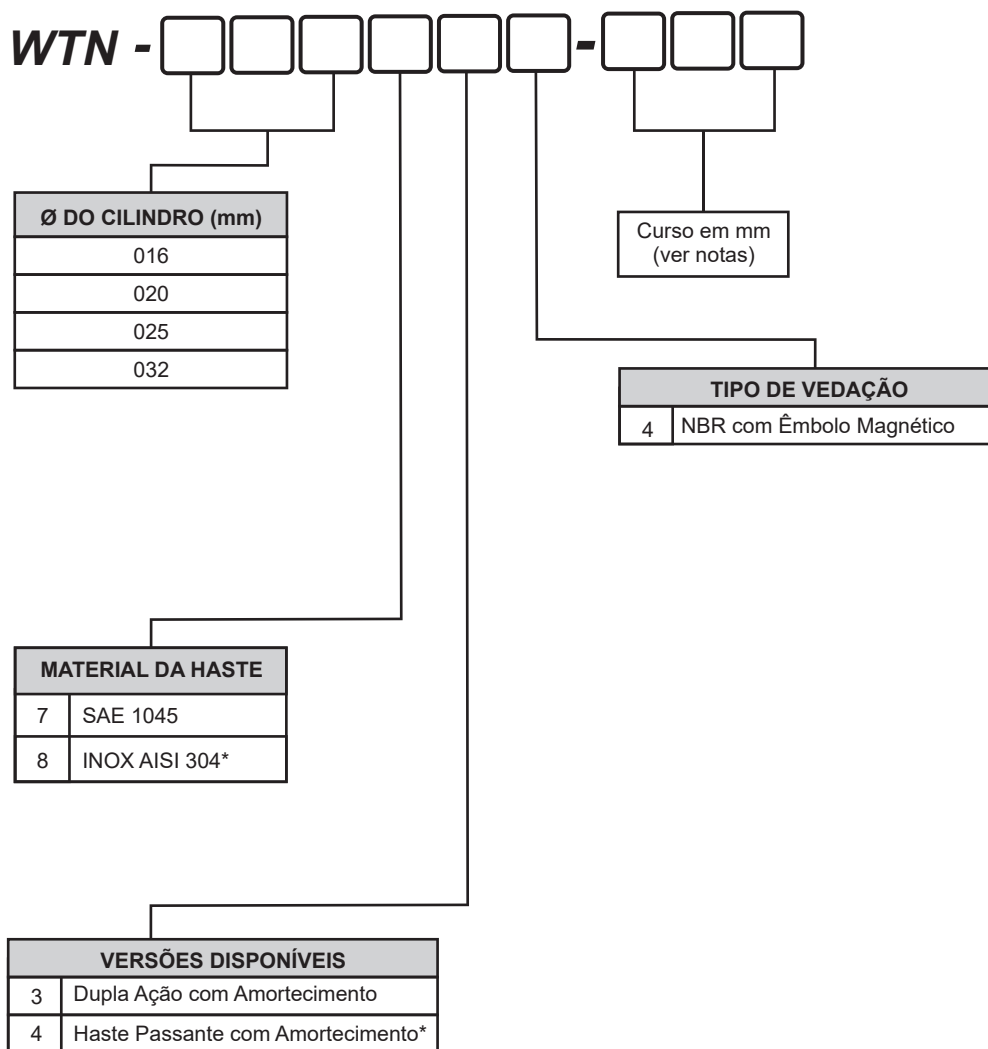 WTN - -
Ø DO CILINDRO (mm)
016
020
025
032
Curso em mm
(ver notas)
TIPO DE VEDAÇÃO
4 NBR com Êmbolo Magnético
MATERIAL DA HASTE
7 SAE 1045
8 INOX AISI 304*
VERSÕES DISPONÍVEIS
3 Dupla Ação com Amortecimento
4 Haste Passante com Amortecimento*